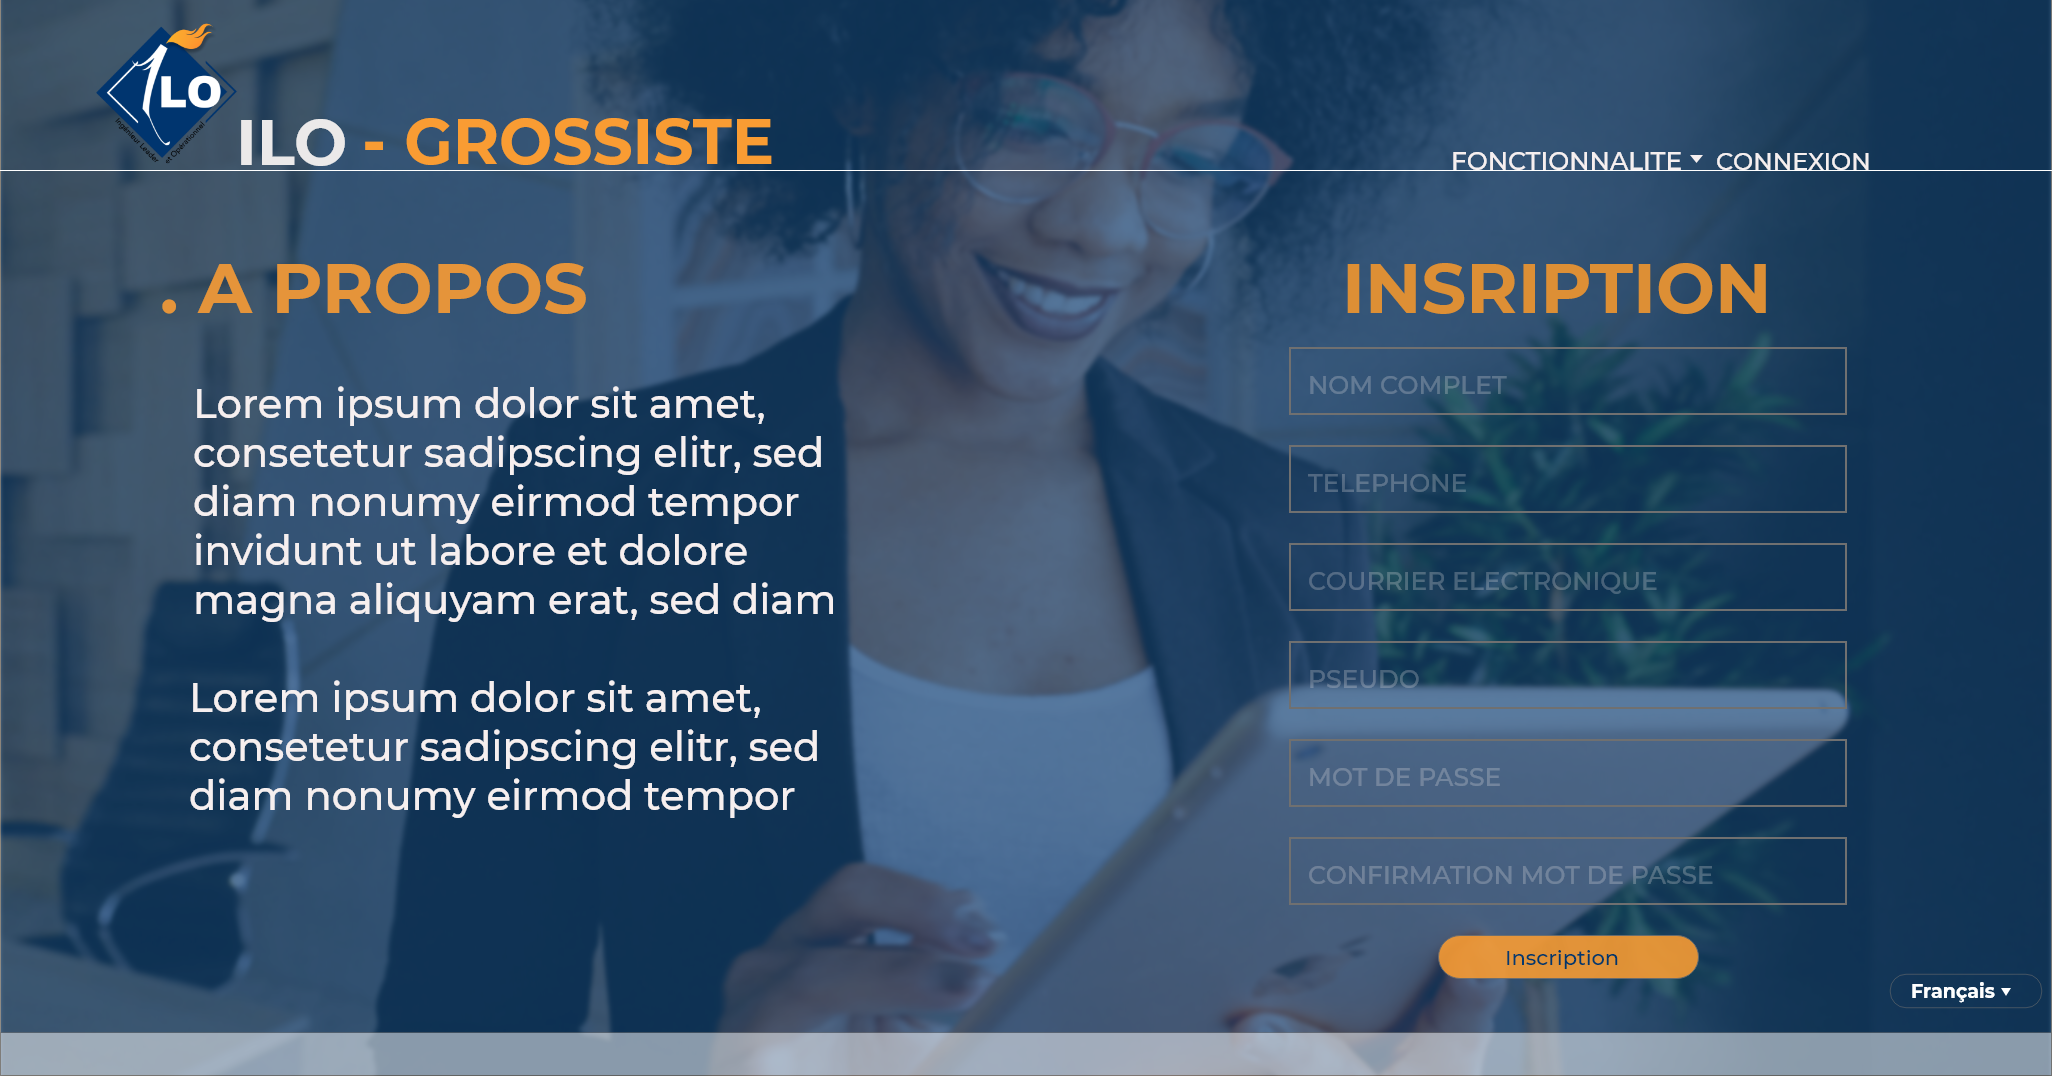 1LO
Ingénieur Leader et Opérationnel
ILO - GROSSISTE
FONCTIONNALITE CONNEXION
. A PROPOS
Lorem ipsum dolor sit amet,
consetetur sadipscing elitr, sed
diam nonumy eirmod tempor
invidunt ut labore et dolore
magna aliquyam erat, sed diam
Lorem ipsum dolor sit amet,
consetetur sadipscing elitr, sed
diam nonumy eirmod tempor
INSRIPTION
NOM COMPLET
TELEPHONE
COURRIER ELECTRONIQUE
PSEUDO
MOT DE PASSE
CONFIRMATION MOT DE PASSE
Inscription
Français